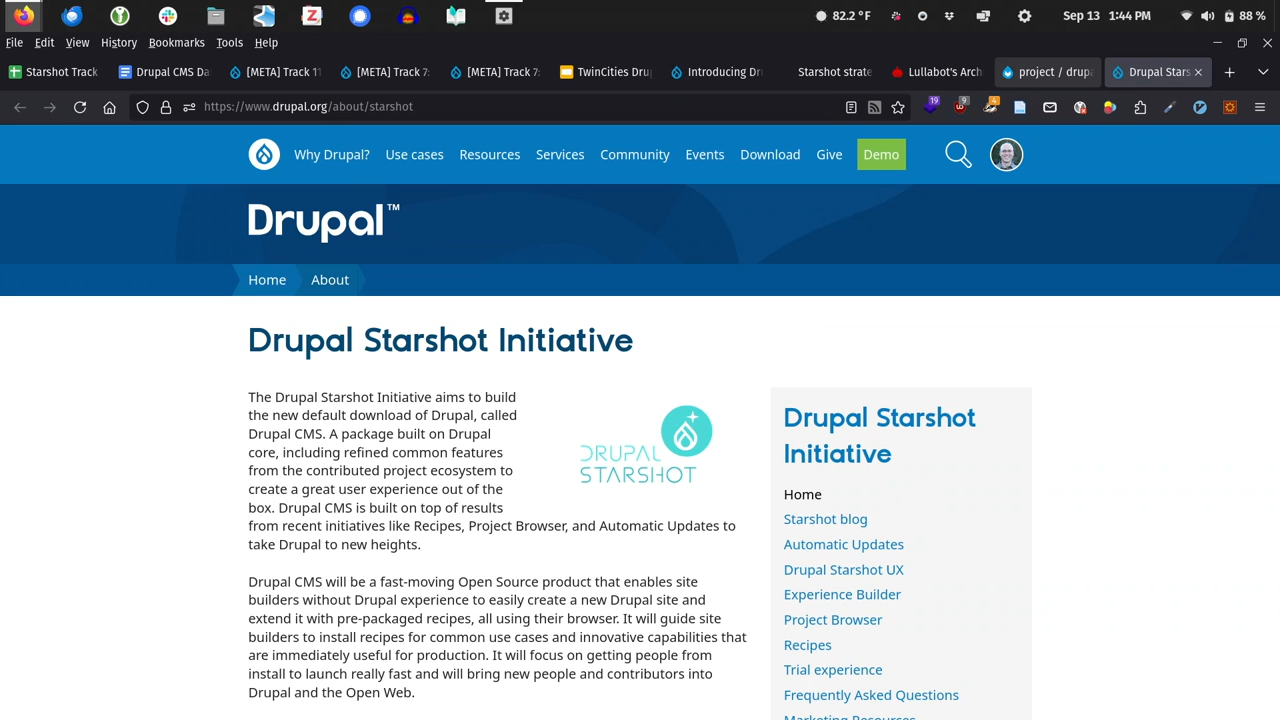 82.2 °F
Sep 13 1:44 PM
88 %
File Edit View History Bookmarks Tools Help
Starshot Track
Drupal CMS Da
[META] Track 11
[META] Track 7:
[META] Track 7:
TwinCities Dru
Introducing Dr
Starshot strate
Lullabot's Arch
project / drupa
Drupal Stars
https://www.drupal.org/about/starshot
19
9
4
Why Drupal? Use cases Resources Services Community Events Download Give Demo
Drupal™
Home About
Drupal Starshot Initiative
The Drupal Starshot Initiative aims to build
the new default download of Drupal, called
Drupal CMS. A package built on Drupal
core, including refined common features
from the contributed project ecosystem to
create a great user experience out of the
box. Drupal CMS is built on top of results
from recent initiatives like Recipes, Project Browser, and Automatic Updates to
take Drupal to new heights.
DRUPAL
STARSHOT
Drupal CMS will be a fast-moving Open Source product that enables site
builders without Drupal experience to easily create a new Drupal site and
extend it with pre-packaged recipes, all using their browser. It will guide site
builders to install recipes for common use cases and innovative capabilities that
are immediately useful for production. It will focus on getting people from
install to launch really fast and will bring new people and contributors into
Drupal and the Open Web.
Drupal Starshot
Initiative
Home
Starshot blog
Automatic Updates
Drupal Starshot UX
Experience Builder
Project Browser
Recipes
Trial experience
Frequently Asked Questions
Marketing Resources